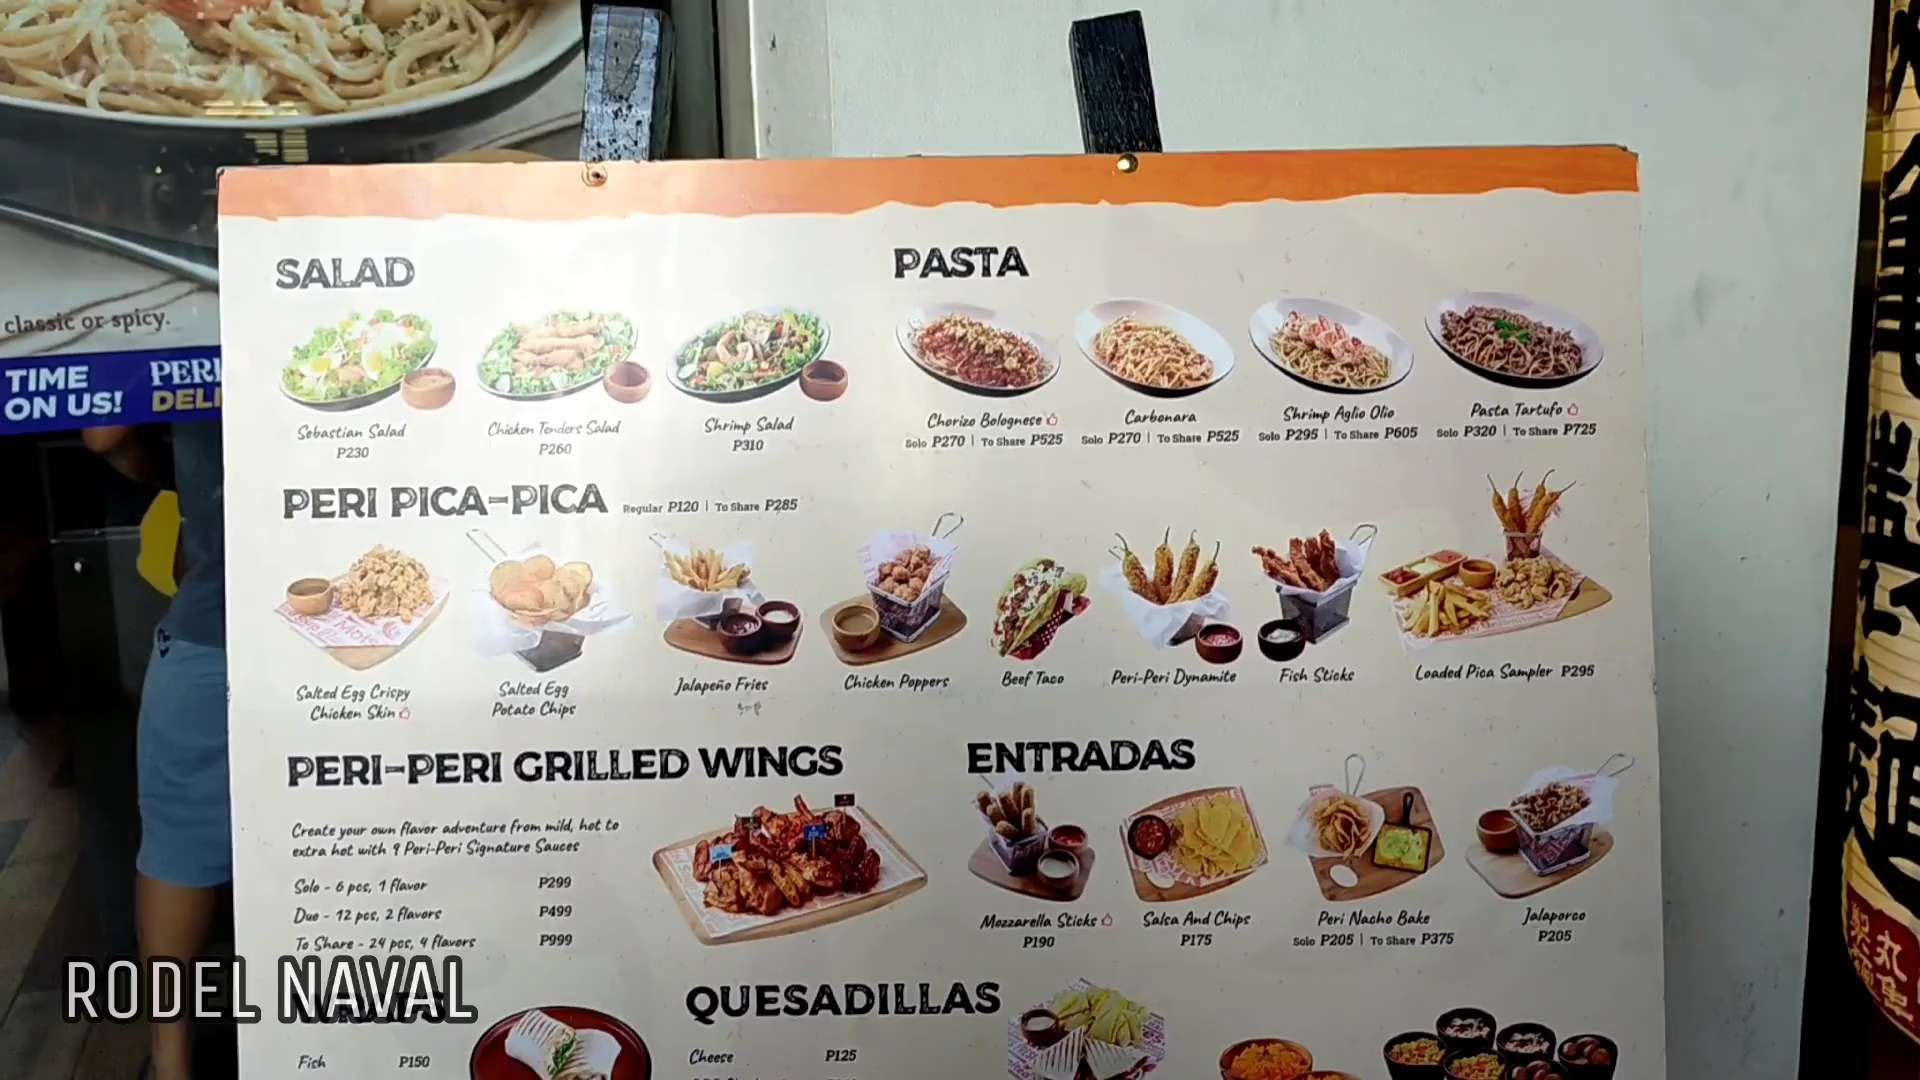 classic or spicy.
TIME
ON US!
PERI
DELI
SALAD
Sebastian Salad
P230
Chicken Tenders Salad
P260
Shrimp Salad
P310
PASTA
Chorizo Bolognese
Solo P270 | To Share P525
Carbonara
Solo P270 | To Share P525
Shrimp Aglio Olio
Solo P295 | To Share P605
Pasta Tartufo
Solo P320 | To Share P725
PERI PICA-PICA Regular P120 | To Share P285
Salted Egg Crispy
Chicken Skin
Salted Egg
Potato Chips
Jalapeño Fries
Chicken Poppers
Beef Taco
Peri-Peri Dynamite
Fish Sticks
Loaded Pica Sampler P295
PERI-PERI GRILLED WINGS
Create your own flavor adventure from mild, hot to
extra hot with 9 Peri-Peri Signature Sauces
Solo - 6 pcs, 1 flavor P299
Duo - 12 pcs, 2 flavors P499
To Share - 24 pcs, 4 flavors P999
ENTRADAS
Mozzarella Sticks
P190
Salsa And Chips
P175
Peri Nacho Bake
Solo P205 | To Share P375
Jalaporco
P205
WRAPS
Fish P150
QUESADILLAS
Cheese P125
RODEL NAVAL